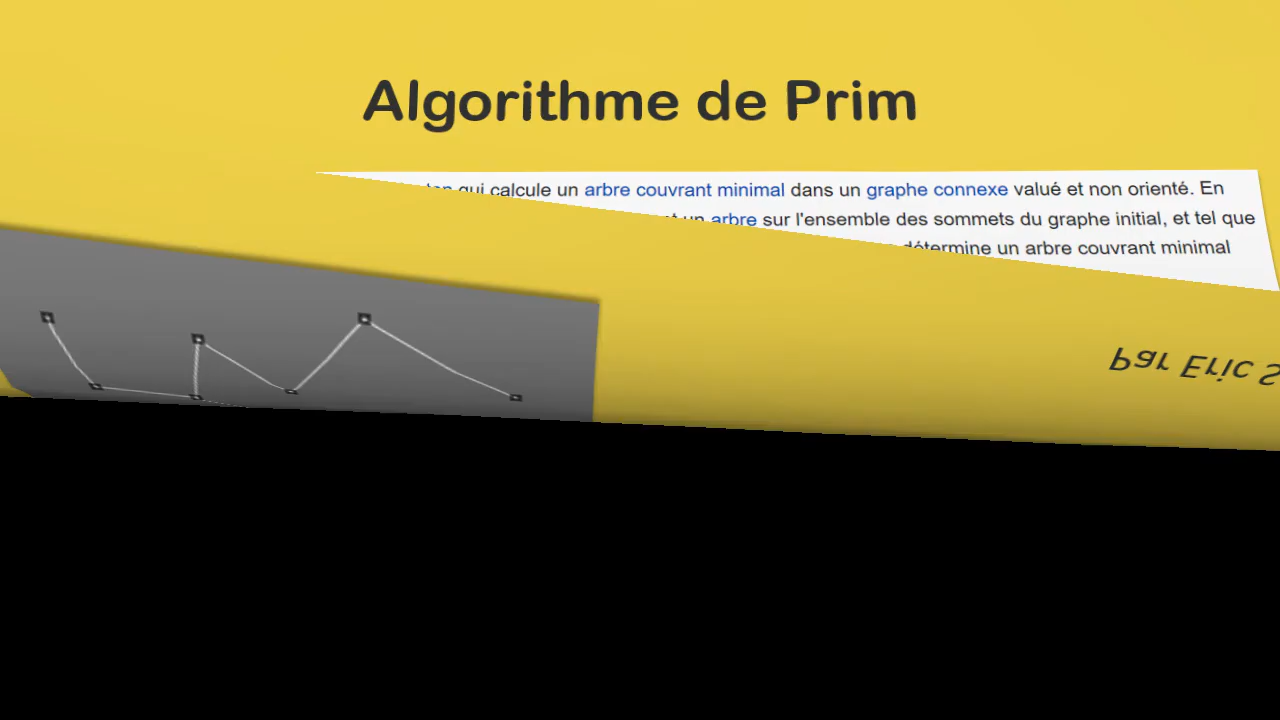 Algorithme de Prim
qui calcule un arbre couvrant minimal dans un graphe connexe valué et non orienté. En
un arbre sur l'ensemble des sommets du graphe initial, et tel que
détermine un arbre couvrant minimal
Par Eric S